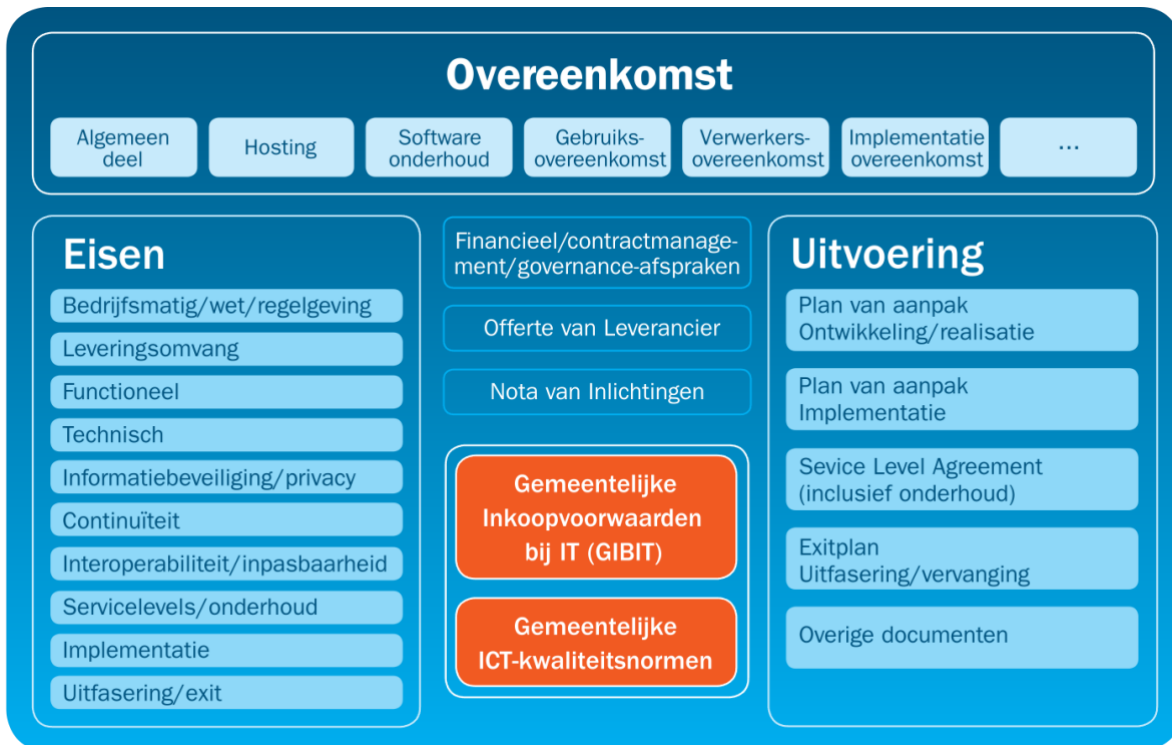 Overeenkomst
Algemeen
deel
Hosting
Software
onderhoud
Gebruiks-
overeenkomst
Verwerkers-
overeenkomst
Implementatie
overeenkomst
...
Eisen
Bedrijfsmatig/wet/regelgeving
Leveringsomvang
Functioneel
Technisch
Informatiebeveiliging/privacy
Continuïteit
Interoperabiliteit/inpasbaarheid
Servicelevels/onderhoud
Implementatie
Uitfasering/exit
Financieel/contractmanage-
ment/governance-afspraken
Offerte van Leverancier
Nota van Inlichtingen
Gemeentelijke
Inkoopvoorwaarden
bij IT (GIBIT)
Gemeentelijke
ICT-kwaliteitsnormen
Uitvoering
Plan van aanpak
Ontwikkeling/realisatie
Plan van aanpak
Implementatie
Sevice Level Agreement
(inclusief onderhoud)
Exitplan
Uitfasering/vervanging
Overige documenten